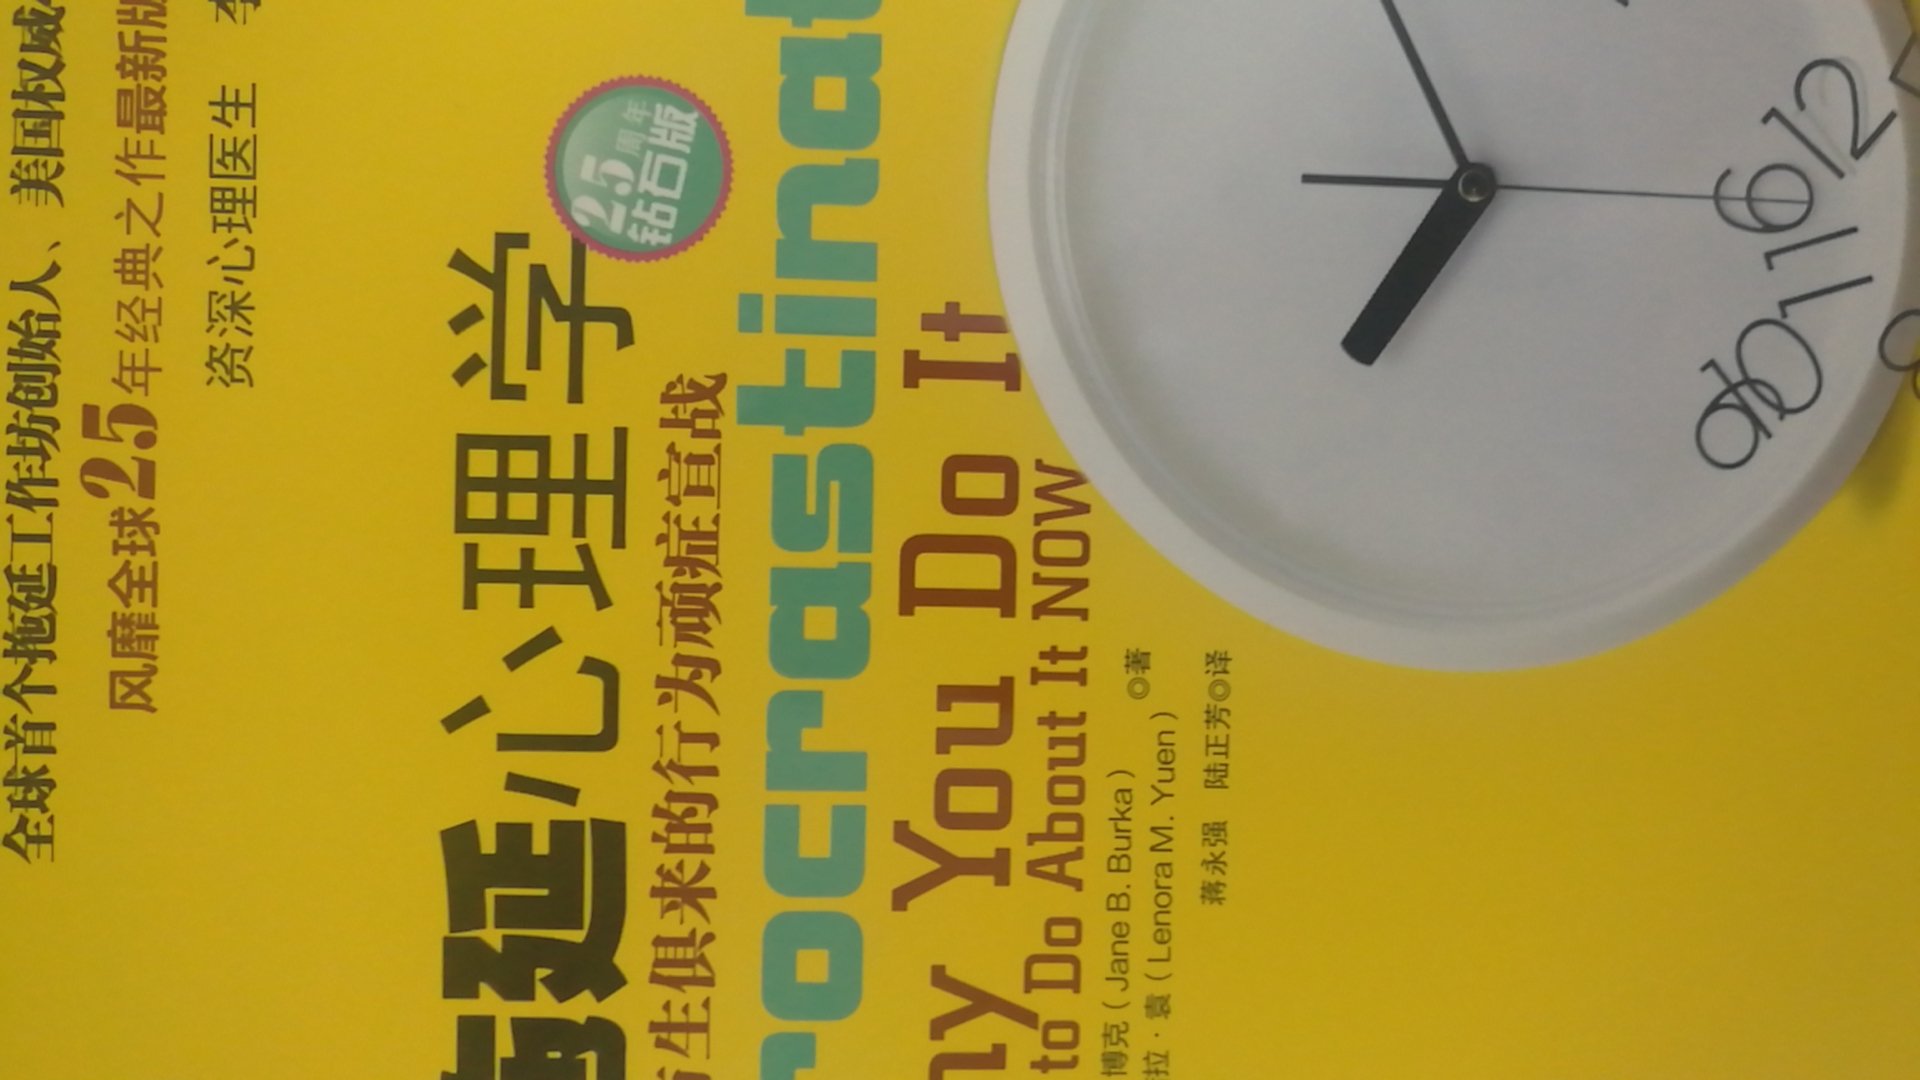 全球首个拖延工作坊创始人、美国权威
风靡全球25年经典之作最新版
资深心理医生 李
25周年
钻石版
拖延心理学
与生俱来的行为顽症宣战
rocrastinat
hy You Do It
to Do About It NOW
博克（Jane B. Burka）
拉·袁（Lenora M. Yuen） ◎著
蒋永强 陆正芳◎译